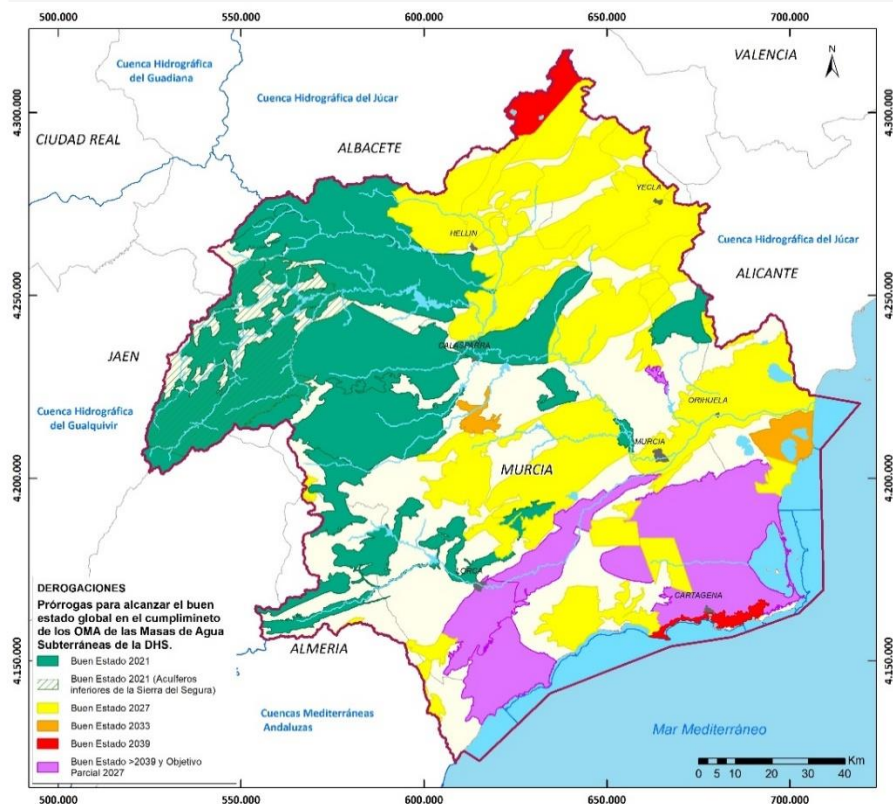 500.000
550.000
600.000
650.000
700.000
Cuenca Hidrográfica
del Guadiana
VALENCIA
N
Cuenca Hidrográfica del Júcar
4.300.000
4.300.000
CIUDAD REAL
ALBACETE
YECLA
HELLIN
Cuenca Hidrográfica del Júcar
ALICANTE
4.250.000
4.250.000
CALASPARRA
JAEN
ORIHUELA
Cuenca Hidrográfica
del Gualquivir
MURCIA
MURCIA
4.200.000
4.200.000
LORCA
CARTAGENA
DEROGACIONES
Prórrogas para alcanzar el buen
estado global en el cumplimineto
de los OMA de las Masas de Agua
Subterráneas de la DHS.
Buen Estado 2021
Buen Estado 2021 (Acuíferos
inferiores de la Sierra del Segura)
Buen Estado 2027
Buen Estado 2033
Buen Estado 2039
Buen Estado >2039 y Objetivo
Parcial 2027
ALMERIA
4.150.000
4.150.000
Cuencas Mediterráneas
Andaluzas
Mar Mediterráneo
Km
0 2,5 5 10 20 30 40
500.000
550.000
600.000
650.000
700.000